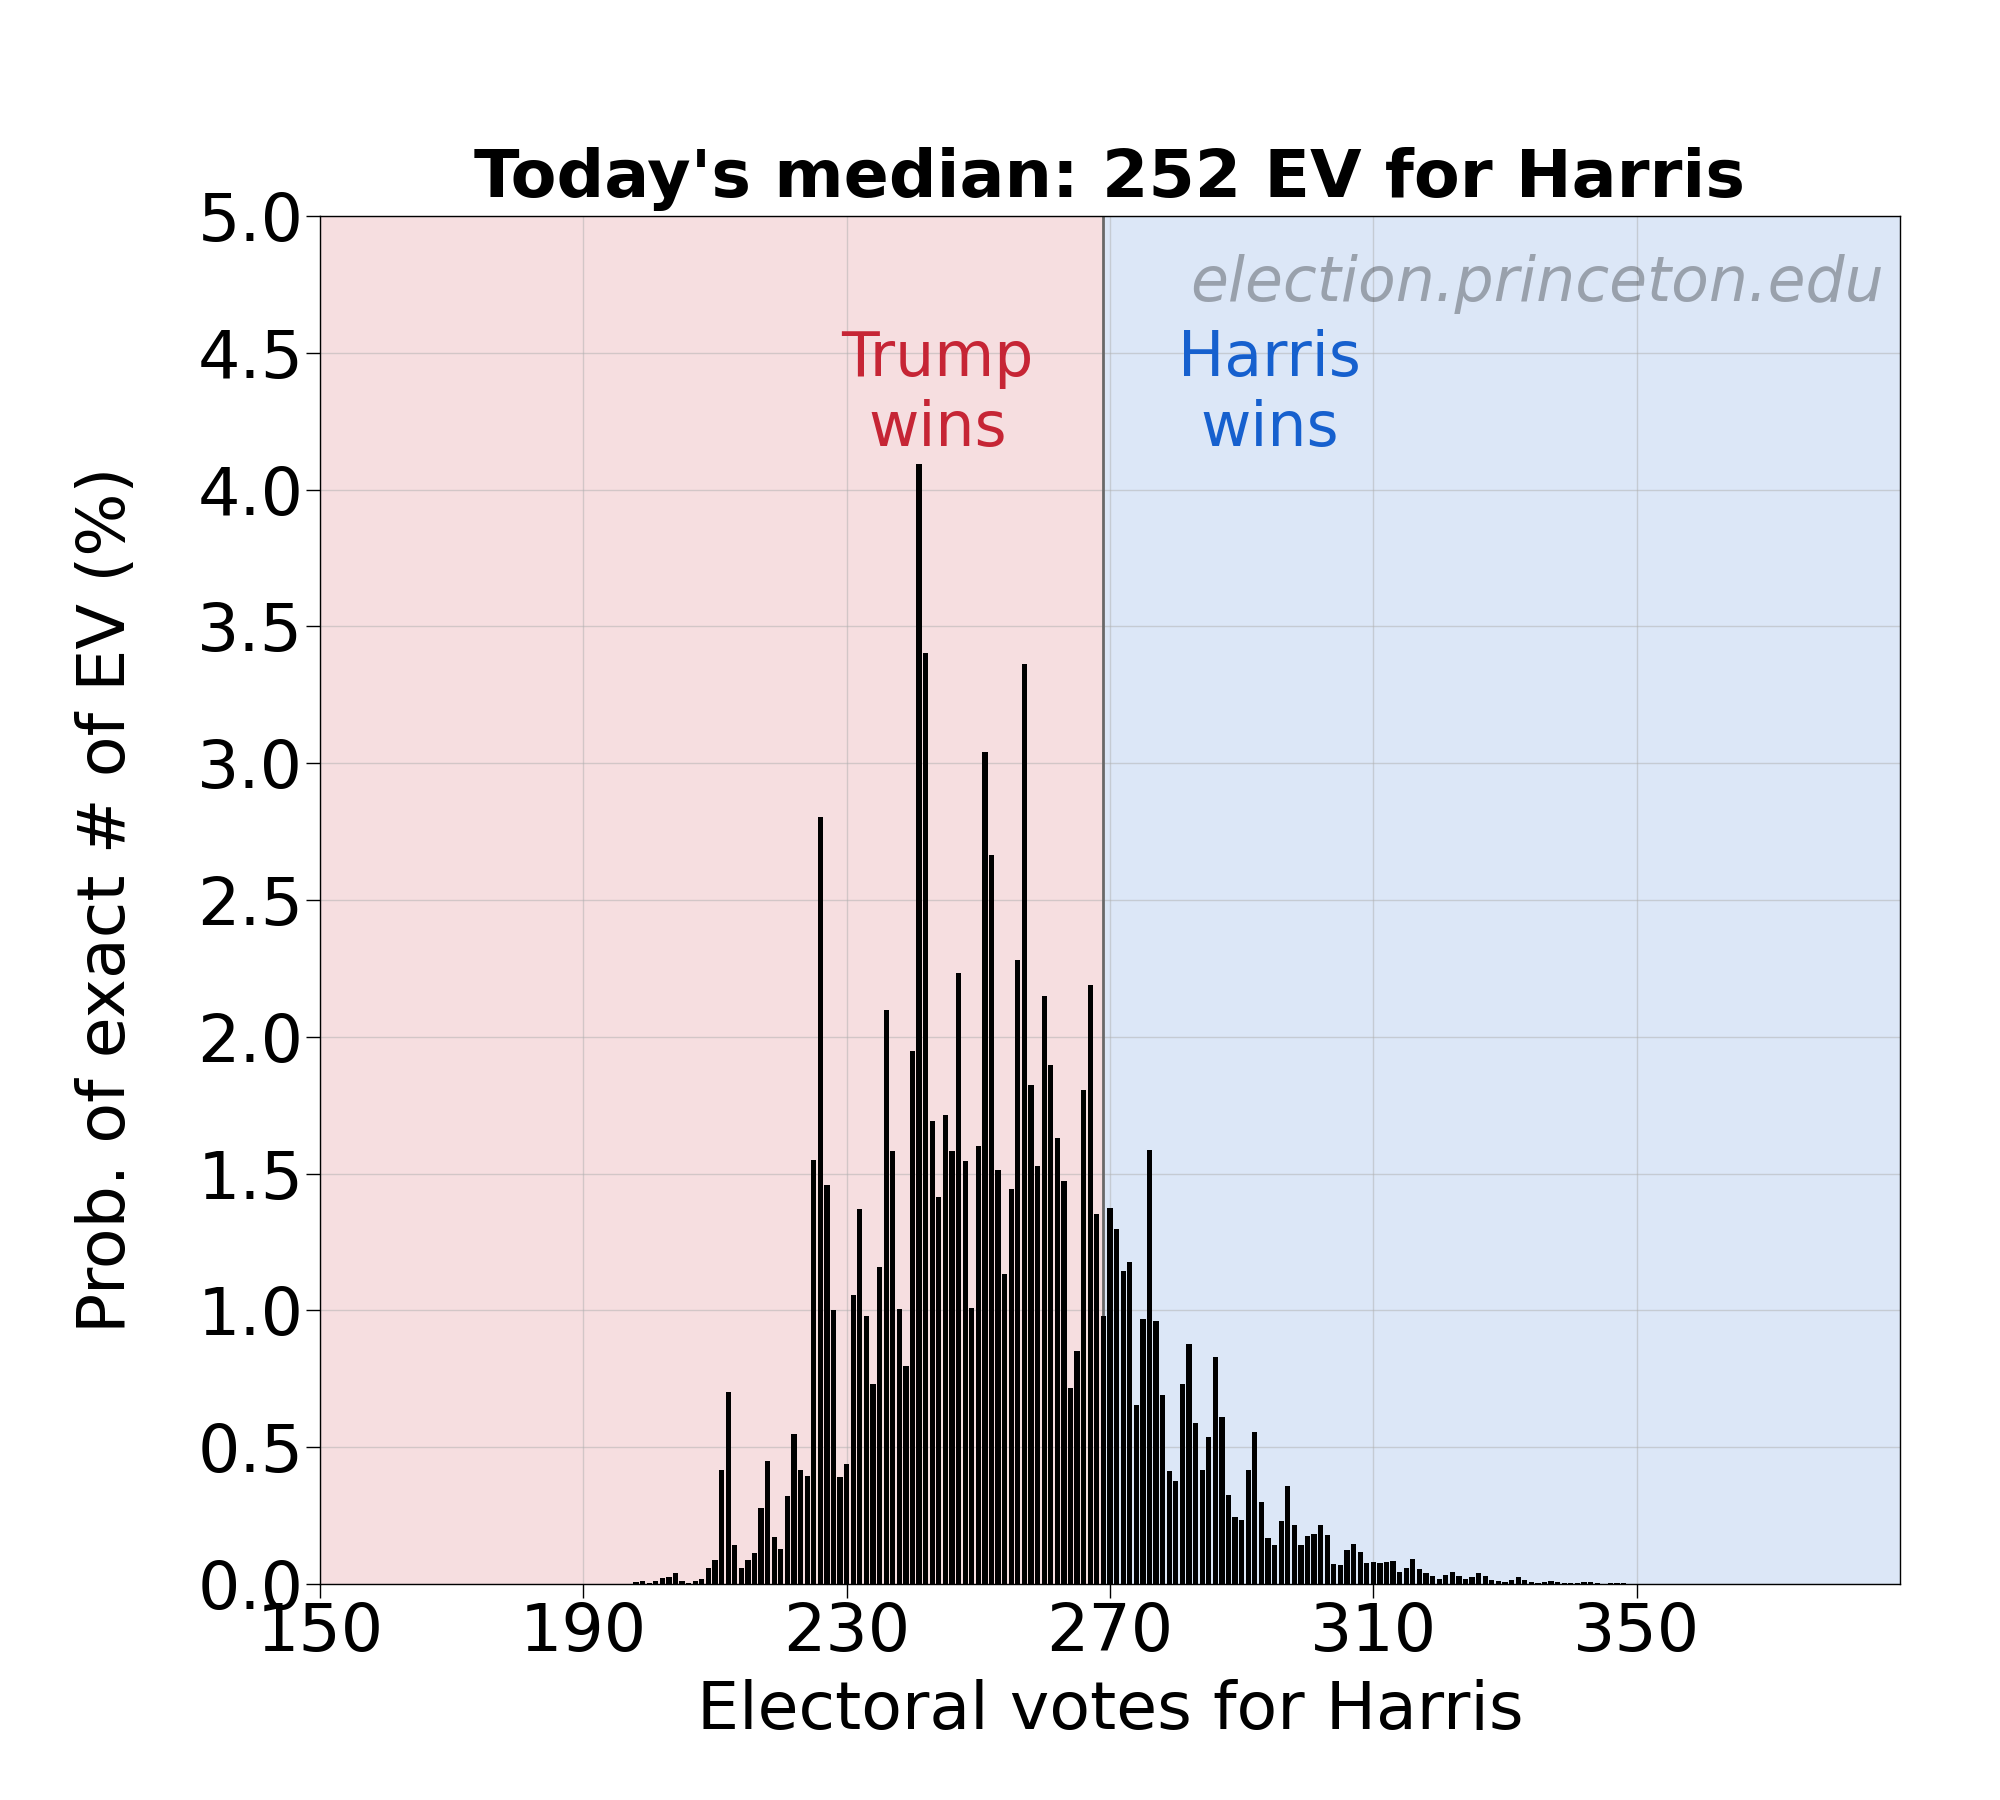 Today's median: 252 EV for Harris
election.princeton.edu
Trump
wins
Harris
wins
Prob. of exact # of EV (%)
5.0
4.5
4.0
3.5
3.0
2.5
2.0
1.5
1.0
0.5
0.0
150 190 230 270 310 350
Electoral votes for Harris